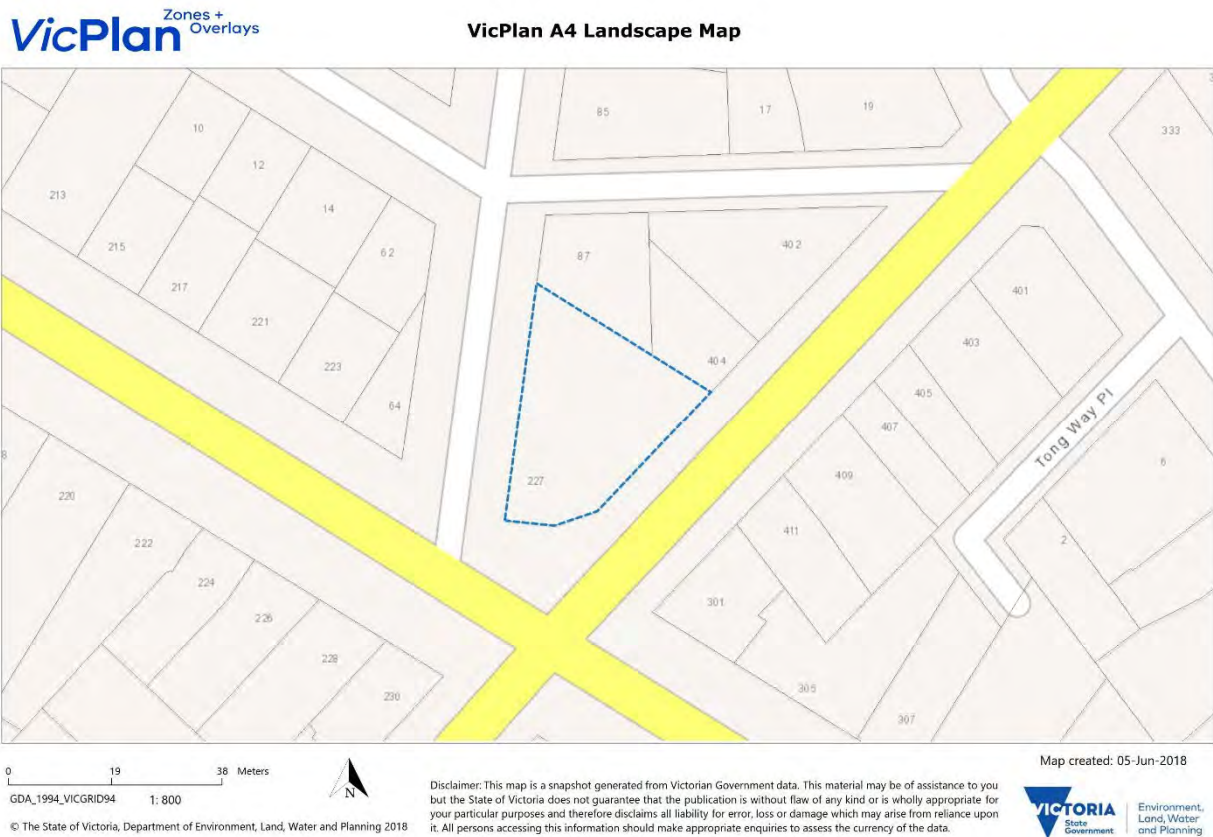 VicPlan Zones + Overlays
VicPlan A4 Landscape Map
85
17
19
333
10
12
14
213
62
215
217
221
223
64
87
402
404
401
403
405
407
409
411
Tong Way Pl
6
2
227
8
220
222
224
226
228
230
301
305
307
0 19 38 Meters
GDA_1994_VICGRID94 1: 800
N
© The State of Victoria, Department of Environment, Land, Water and Planning 2018
Disclaimer: This map is a snapshot generated from Victorian Government data. This material may be of assistance to you
but the State of Victoria does not guarantee that the publication is without flaw of any kind or is wholly appropriate for
your particular purposes and therefore disclaims all liability for error, loss or damage which may arise from reliance upon
it. All persons accessing this information should make appropriate enquiries to assess the currency of the data.
Map created: 05-Jun-2018
VICTORIA
State
Government
Environment,
Land, Water
and Planning